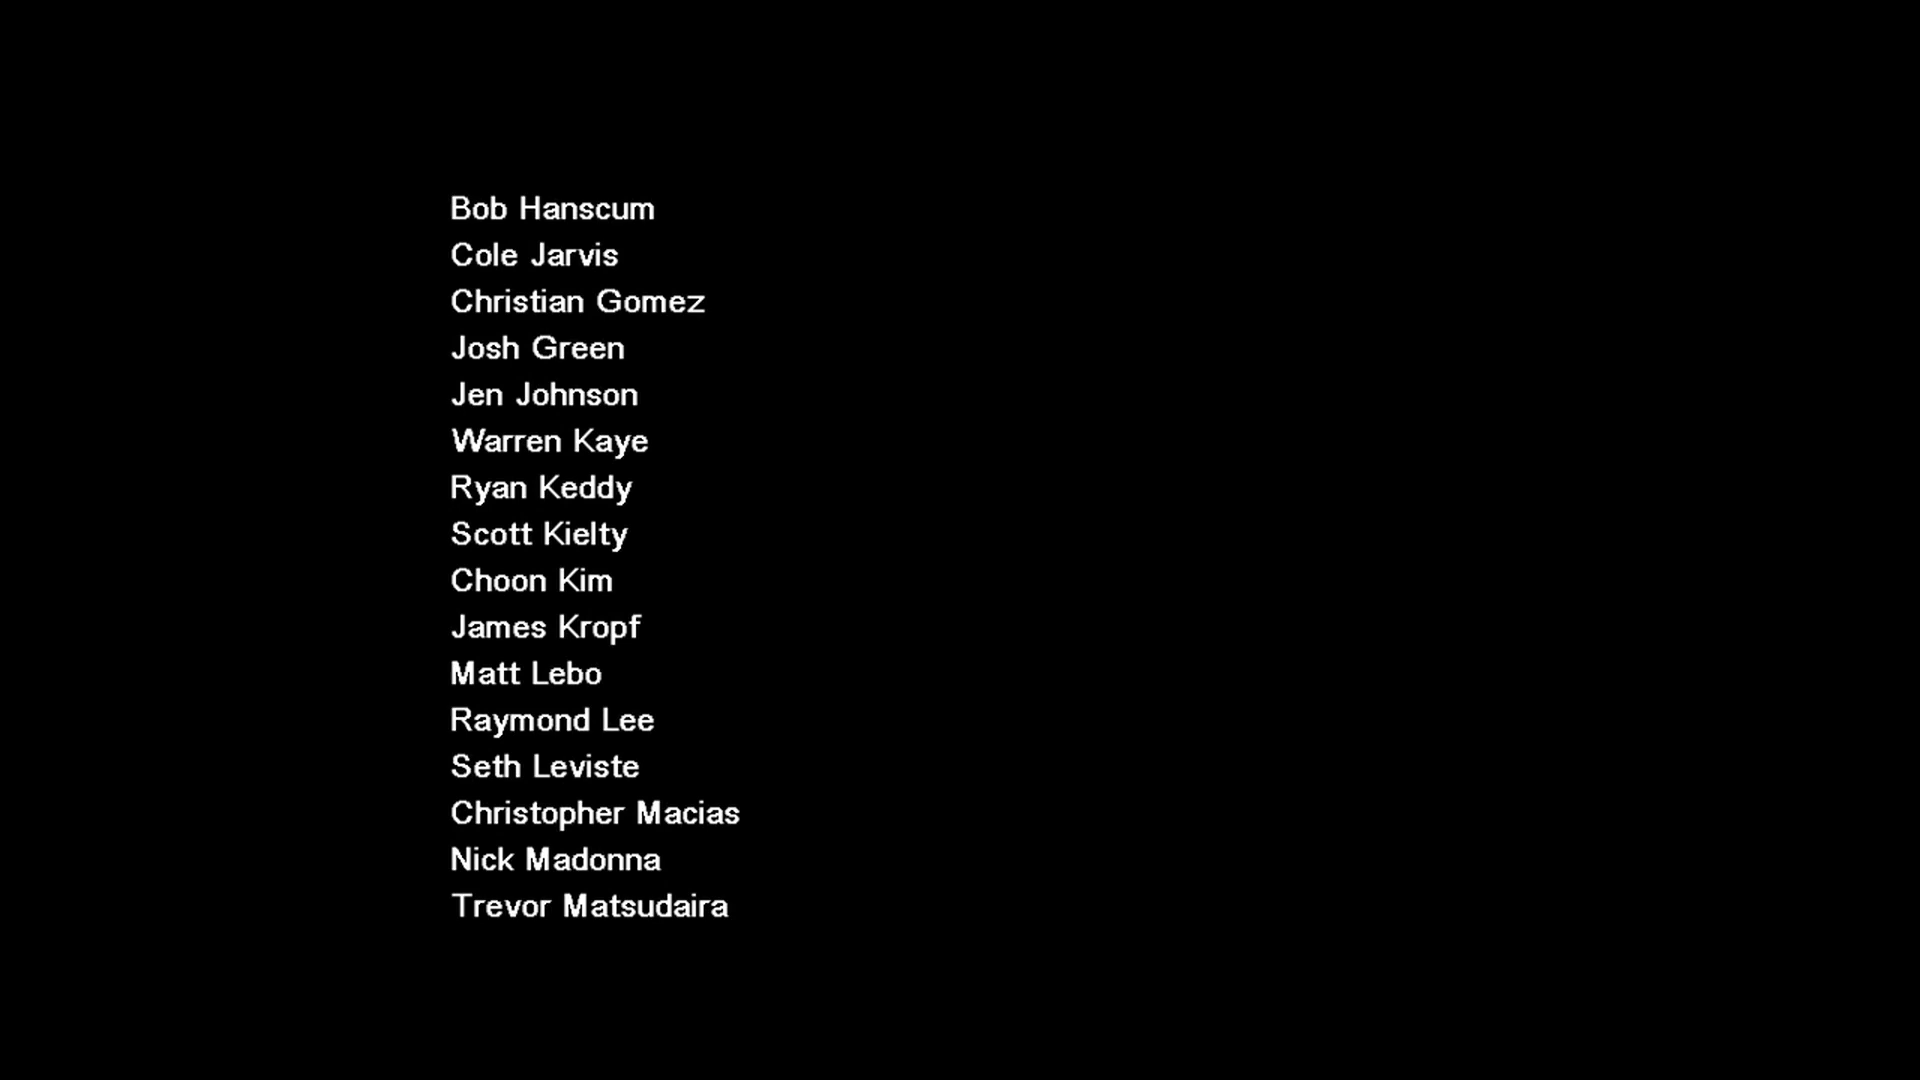 Bob Hanscum
Cole Jarvis
Christian Gomez
Josh Green
Jen Johnson
Warren Kaye
Ryan Keddy
Scott Kielty
Choon Kim
James Kropf
Matt Lebo
Raymond Lee
Seth Leviste
Christopher Macias
Nick Madonna
Trevor Matsudaira